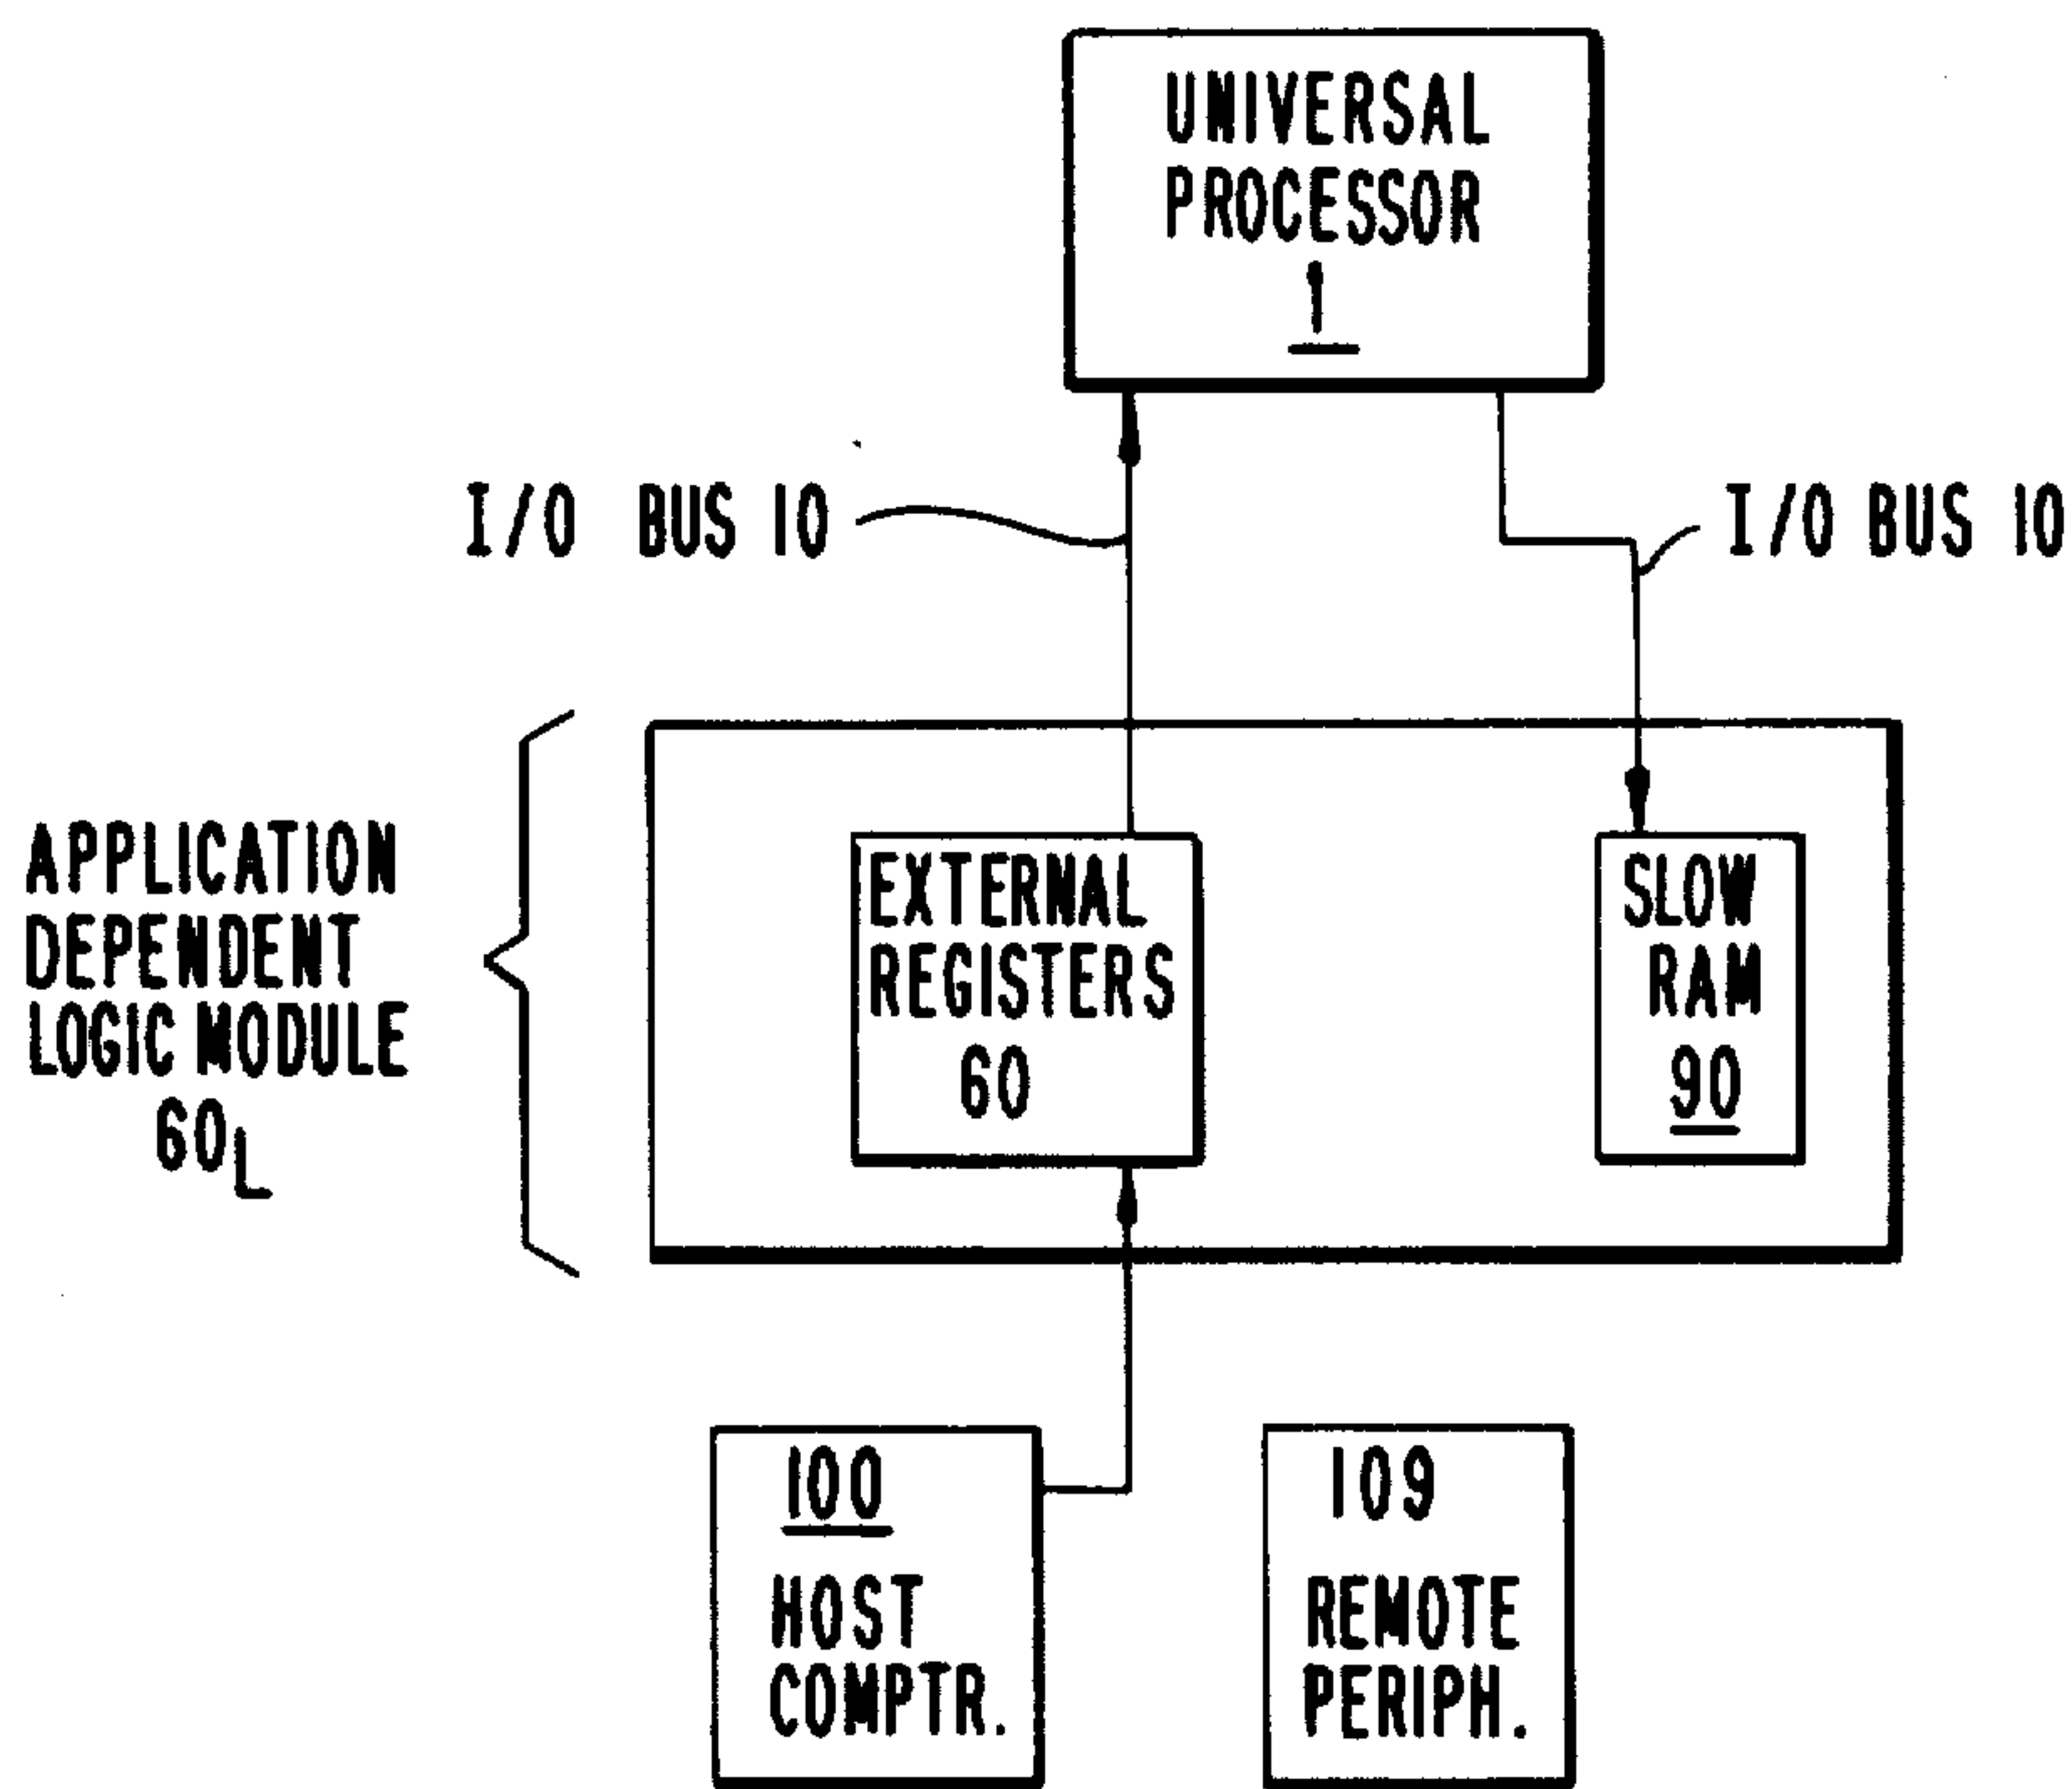 UNIVERSAL
PROCESSOR
1
I/O BUS 10
I/O BUS 10
APPLICATION
DEPENDENT
LOGIC MODULE
60L
EXTERNAL
REGISTERS
60
SLOW
RAM
90
100
HOST
COMPTR.
109
REMOTE
PERIPH.